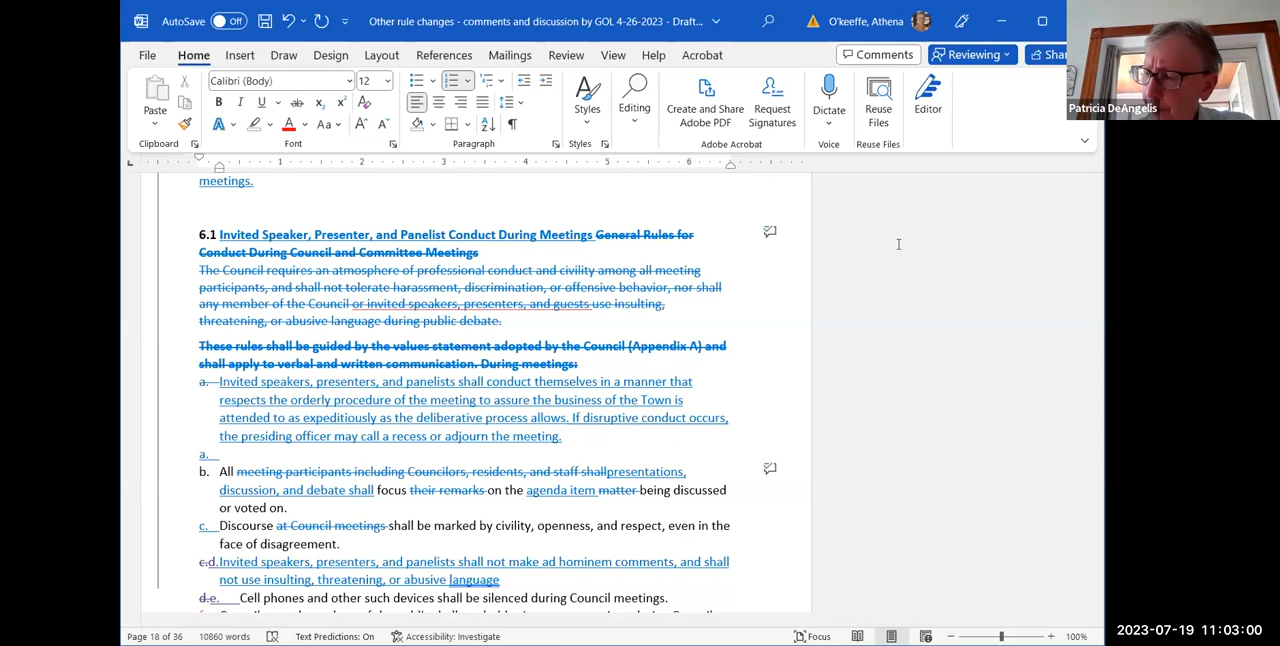 AutoSave Off Other rule changes - comments and discussion by GOL 4-26-2023 - Draft... O'keeffe, Athena
File Home Insert Draw Design Layout References Mailings Review View Help Acrobat Comments Reviewing Shar
Calibri (Body) 12
Paste Styles Editing Create and Share Adobe PDF Request Signatures Dictate Reuse Files Editor
Clipboard Font Paragraph Styles Adobe Acrobat Voice Reuse Files
Patricia DeAngelis
1 2 3 4 5 6
meetings.
6.1 Invited Speaker, Presenter, and Panelist Conduct During Meetings General Rules for
Conduct During Council and Committee Meetings
The Council requires an atmosphere of professional conduct and civility among all meeting
participants, and shall not tolerate harassment, discrimination, or offensive behavior, nor shall
any member of the Council or invited speakers, presenters, and guests use insulting,
threatening, or abusive language during public debate.
These rules shall be guided by the values statement adopted by the Council (Appendix A) and
shall apply to verbal and written communication. During meetings:
a. Invited speakers, presenters, and panelists shall conduct themselves in a manner that
respects the orderly procedure of the meeting to assure the business of the Town is
attended to as expeditiously as the deliberative process allows. If disruptive conduct occurs,
the presiding officer may call a recess or adjourn the meeting.
a.
b. All meeting participants including Councilors, residents, and staff shallpresentations,
discussion, and debate shall focus their remarks on the agenda item matter being discussed
or voted on.
c. Discourse at Council meetings shall be marked by civility, openness, and respect, even in the
face of disagreement.
c.d. Invited speakers, presenters, and panelists shall not make ad hominem comments, and shall
not use insulting, threatening, or abusive language
d.e. Cell phones and other such devices shall be silenced during Council meetings.
Page 18 of 36 10860 words Text Predictions: On Accessibility: Investigate Focus 100%
2023-07-19 11:03:00